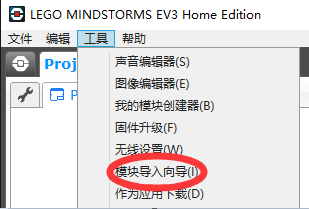 LEGO MINDSTORMS EV3 Home Edition
文件 编辑 工具 帮助
Proj
声音编辑器(S)
图像编辑器(E)
我的模块创建器(B)
固件升级(F)
无线设置(W)
模块导入向导(I)
作为应用下载(D)